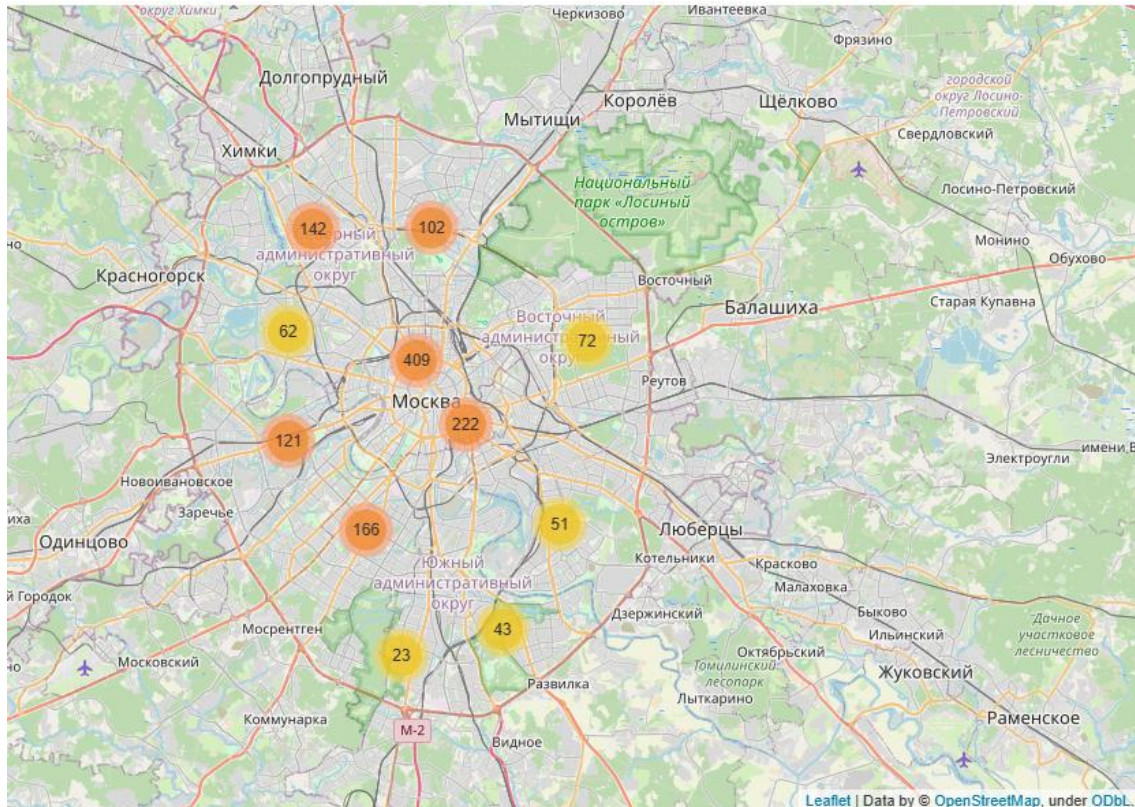 округ Химки
Черкизово
Ивантеевка
Фрязино
Долгопрудный
Королёв
Щёлково
городской
округ Лосино-
Петровский
Мытищи
Свердловский
Химки
Национальный
парк «Лосиный
остров»
Лосино-Петровский
142
102
административный
округ
Монино
Обухово
Красногорск
Восточный
Балашиха
Старая Купавна
62
Восточный
административный
округ
72
409
Реутов
Москва
222
121
имени В
Электроугли
Новоивановское
Заречье
166
51
Люберцы
Одинцово
Котельники
Красково
Южный
административный
округ
Малаховка
й Городок
Дзержинский
Быково
"Дачное
участковое
лесничество"
Мосрентген
43
Ильинский
23
Октябрьский
Московский
Томилинский
лесопарк
Жуковский
Развилка
Лыткарино
Коммунарка
М-2
Видное
Раменское
Leaflet | Data by © OpenStreetMap, under ODbL